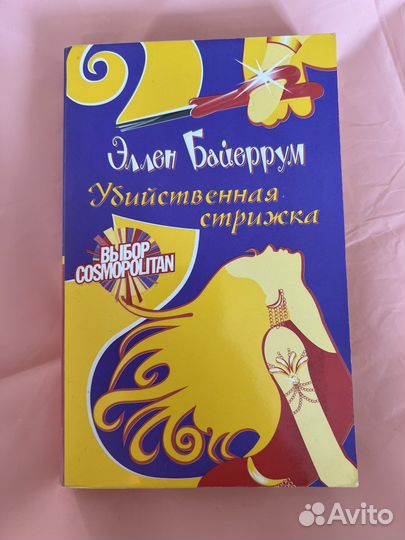 Эллен Байеррум
Убийственная
стрижка
ВЫБОР
COSMOPOLITAN
Avito